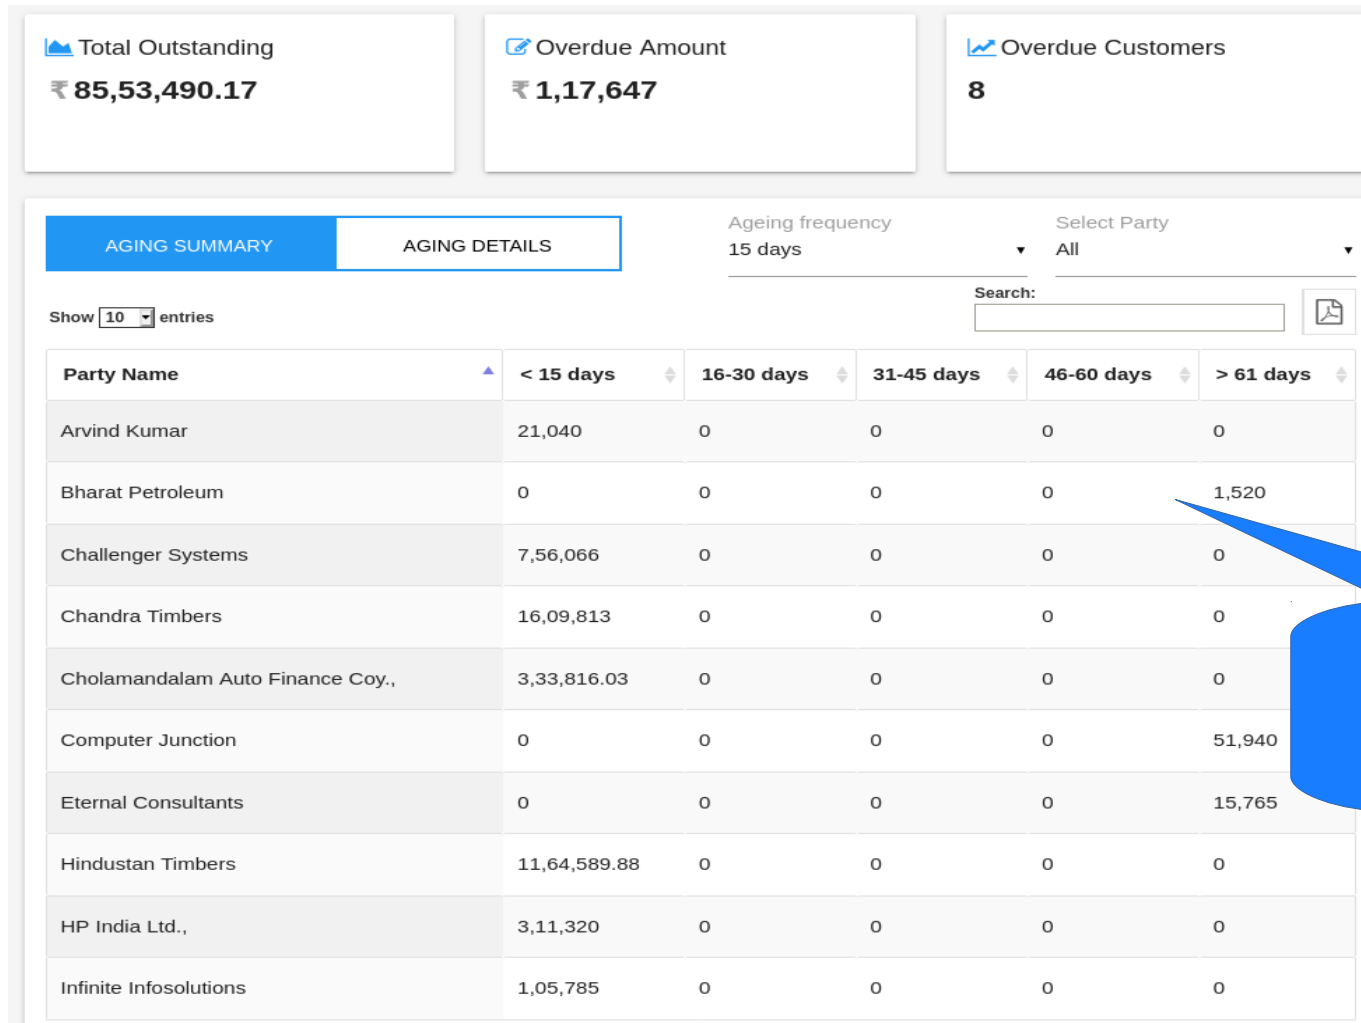 Total Outstanding Overdue Amount Overdue Customers
₹ 85,53,490.17 ₹ 1,17,647 8
Ageing frequency Select Party
AGING SUMMARY AGING DETAILS 15 days All
Search:
Show 10 entries
Party Name < 15 days 16-30 days 31-45 days 46-60 days > 61 days
Arvind Kumar 21,040 0 0 0 0
Bharat Petroleum 0 0 0 0 1,520
Challenger Systems 7,56,066 0 0 0 0
Chandra Timbers 16,09,813 0 0 0 0
Cholamandalam Auto Finance Coy., 3,33,816.03 0 0 0 0
Computer Junction 0 0 0 0 51,940
Eternal Consultants 0 0 0 0 15,765
Hindustan Timbers 11,64,589.88 0 0 0 0
HP India Ltd., 3,11,320 0 0 0 0
Infinite Infosolutions 1,05,785 0 0 0 0